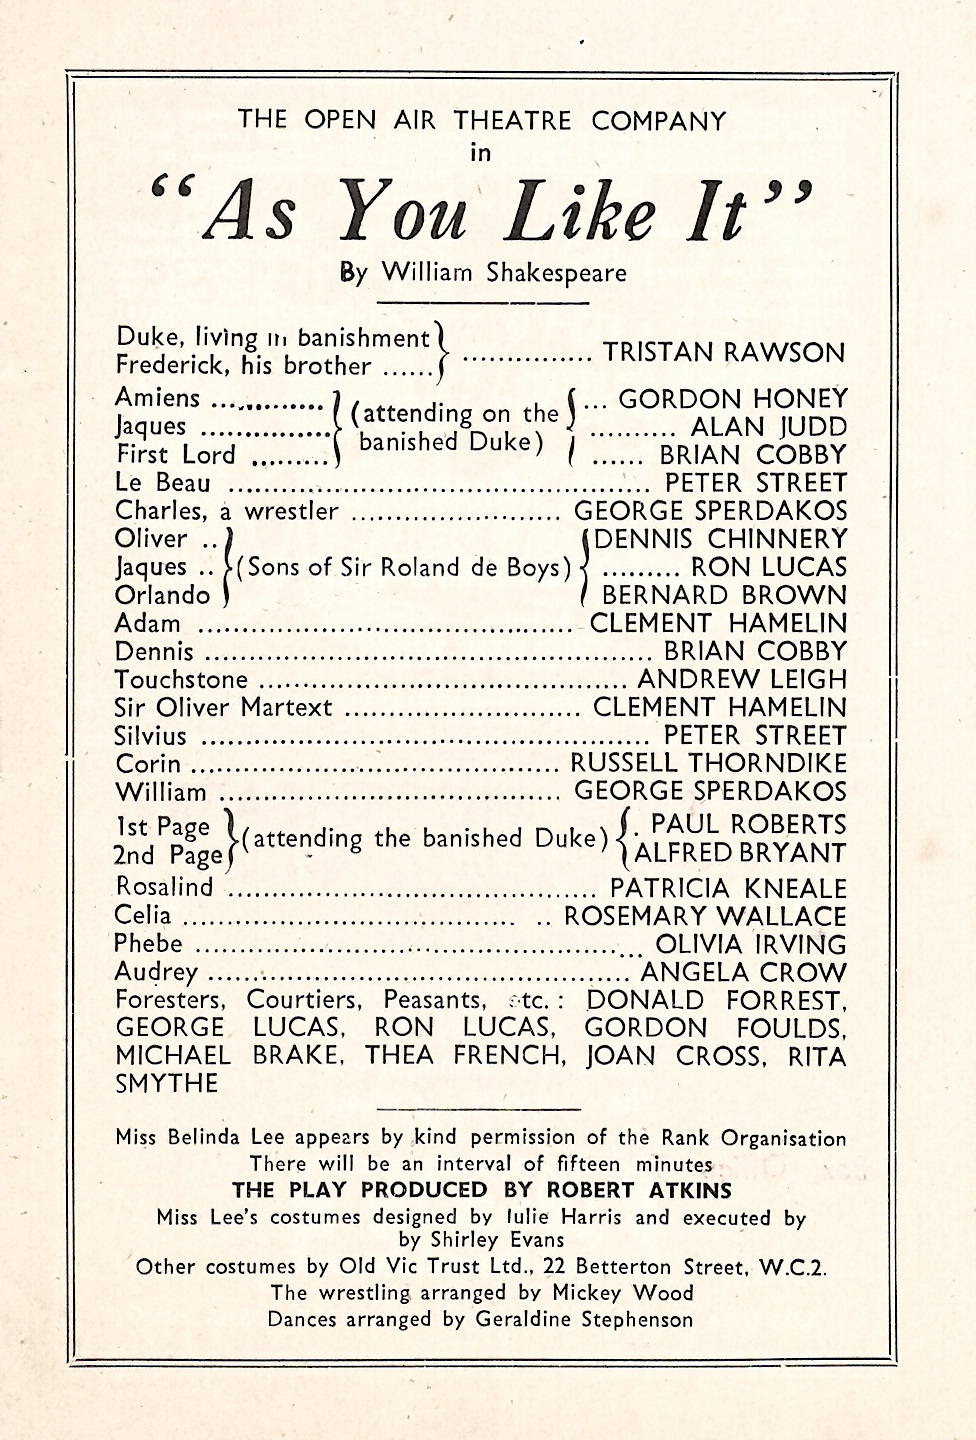 THE OPEN AIR THEATRE COMPANY
in
"As You Like It"
By William Shakespeare
Duke, living in banishment
Frederick, his brother ...... } ............... TRISTAN RAWSON
Amiens ............. } (attending on the { ... GORDON HONEY
Jaques ............... } banished Duke) { .......... ALAN JUDD
First Lord ......... } { ...... BRIAN COBBY
Le Beau ................................................ PETER STREET
Charles, a wrestler ........................ GEORGE SPERDAKOS
Oliver .. } { DENNIS CHINNERY
Jaques .. } (Sons of Sir Roland de Boys) { ......... RON LUCAS
Orlando } { BERNARD BROWN
Adam ........................................... CLEMENT HAMELIN
Dennis ................................................... BRIAN COBBY
Touchstone .......................................... ANDREW LEIGH
Sir Oliver Martext ........................... CLEMENT HAMELIN
Silvius ................................................... PETER STREET
Corin .......................................... RUSSELL THORNDIKE
William ....................................... GEORGE SPERDAKOS
1st Page } (attending the banished Duke) { . PAUL ROBERTS
2nd Page } { ALFRED BRYANT
Rosalind .......................................... PATRICIA KNEALE
Celia ...................................... .. ROSEMARY WALLACE
Phebe ................................................... OLIVIA IRVING
Audrey ................................................ ANGELA CROW
Foresters, Courtiers, Peasants, etc. : DONALD FORREST,
GEORGE LUCAS, RON LUCAS, GORDON FOULDS,
MICHAEL BRAKE, THEA FRENCH, JOAN CROSS, RITA
SMYTHE
Miss Belinda Lee appears by kind permission of the Rank Organisation
There will be an interval of fifteen minutes
THE PLAY PRODUCED BY ROBERT ATKINS
Miss Lee's costumes designed by Julie Harris and executed by
by Shirley Evans
Other costumes by Old Vic Trust Ltd., 22 Betterton Street, W.C.2.
The wrestling arranged by Mickey Wood
Dances arranged by Geraldine Stephenson